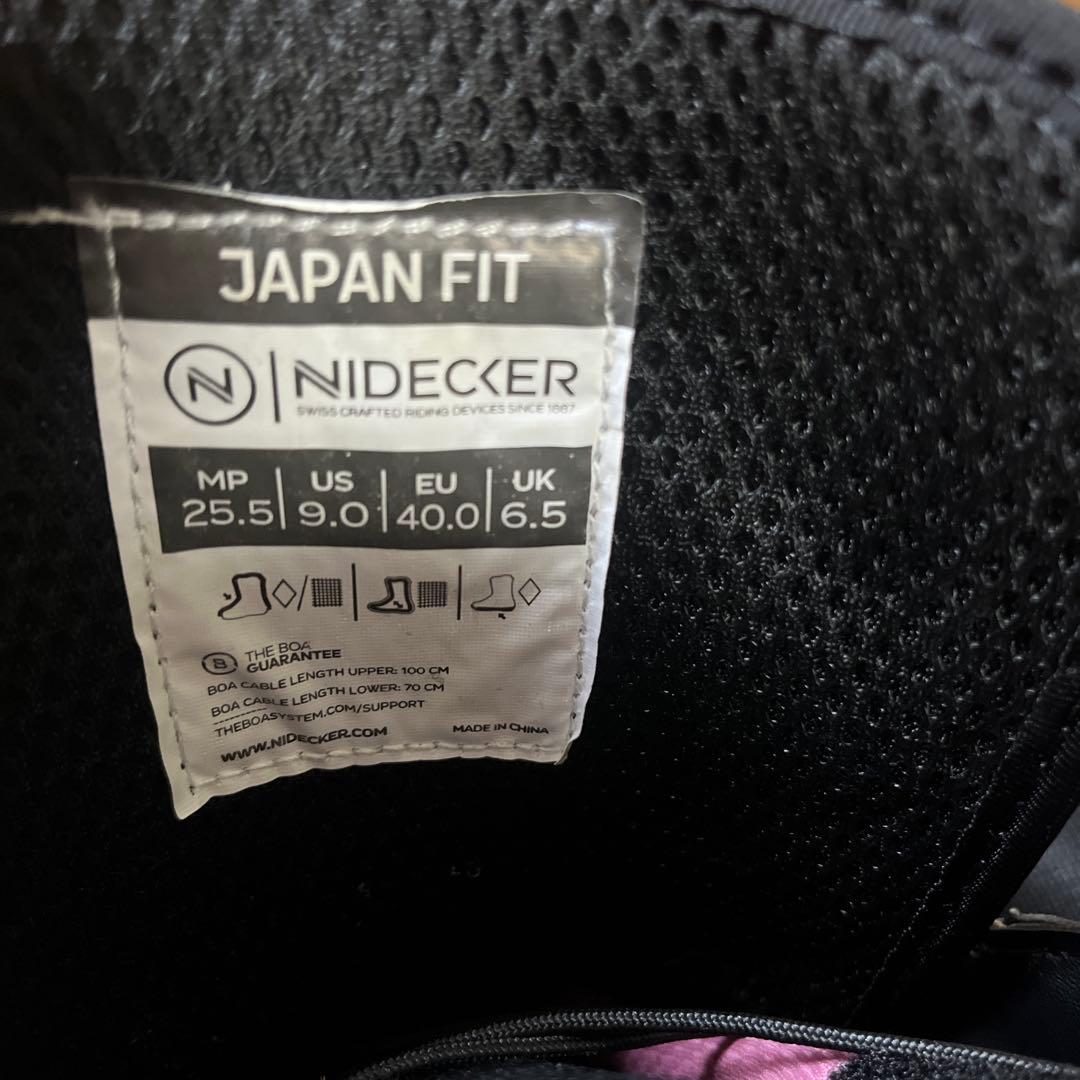 JAPAN FIT
N NIDECKER
SWISS CRAFTED RIDING DEVICES SINCE 1887
MP US EU UK
25.5 9.0 40.0 6.5
B THE BOA
GUARANTEE
BOA CABLE LENGTH UPPER: 100 CM
BOA CABLE LENGTH LOWER: 70 CM
THEBOASYSTEM.COM/SUPPORT
WWW.NIDECKER.COM MADE IN CHINA